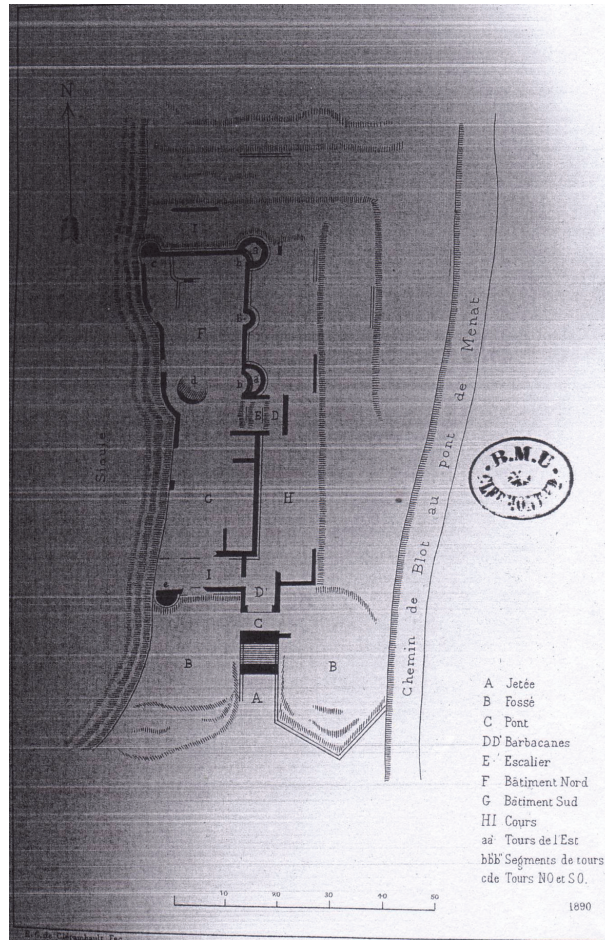 N
c
b
a
F
b'
d
b
a
E
D
Sioule
G
H
I
e
D'
C
B
B
A
Chemin de Blot au Pont de Menat
B.M.U
CLERMONT-FD
A Jetée
B Fossé
C Pont
DD' Barbacanes
E Escalier
F Bâtiment Nord
G Bâtiment Sud
HI Cours
aa' Tours de l'Est
bb'b" Segments de tours
cde Tours NO et SO.
10 20 30 40 50
1890